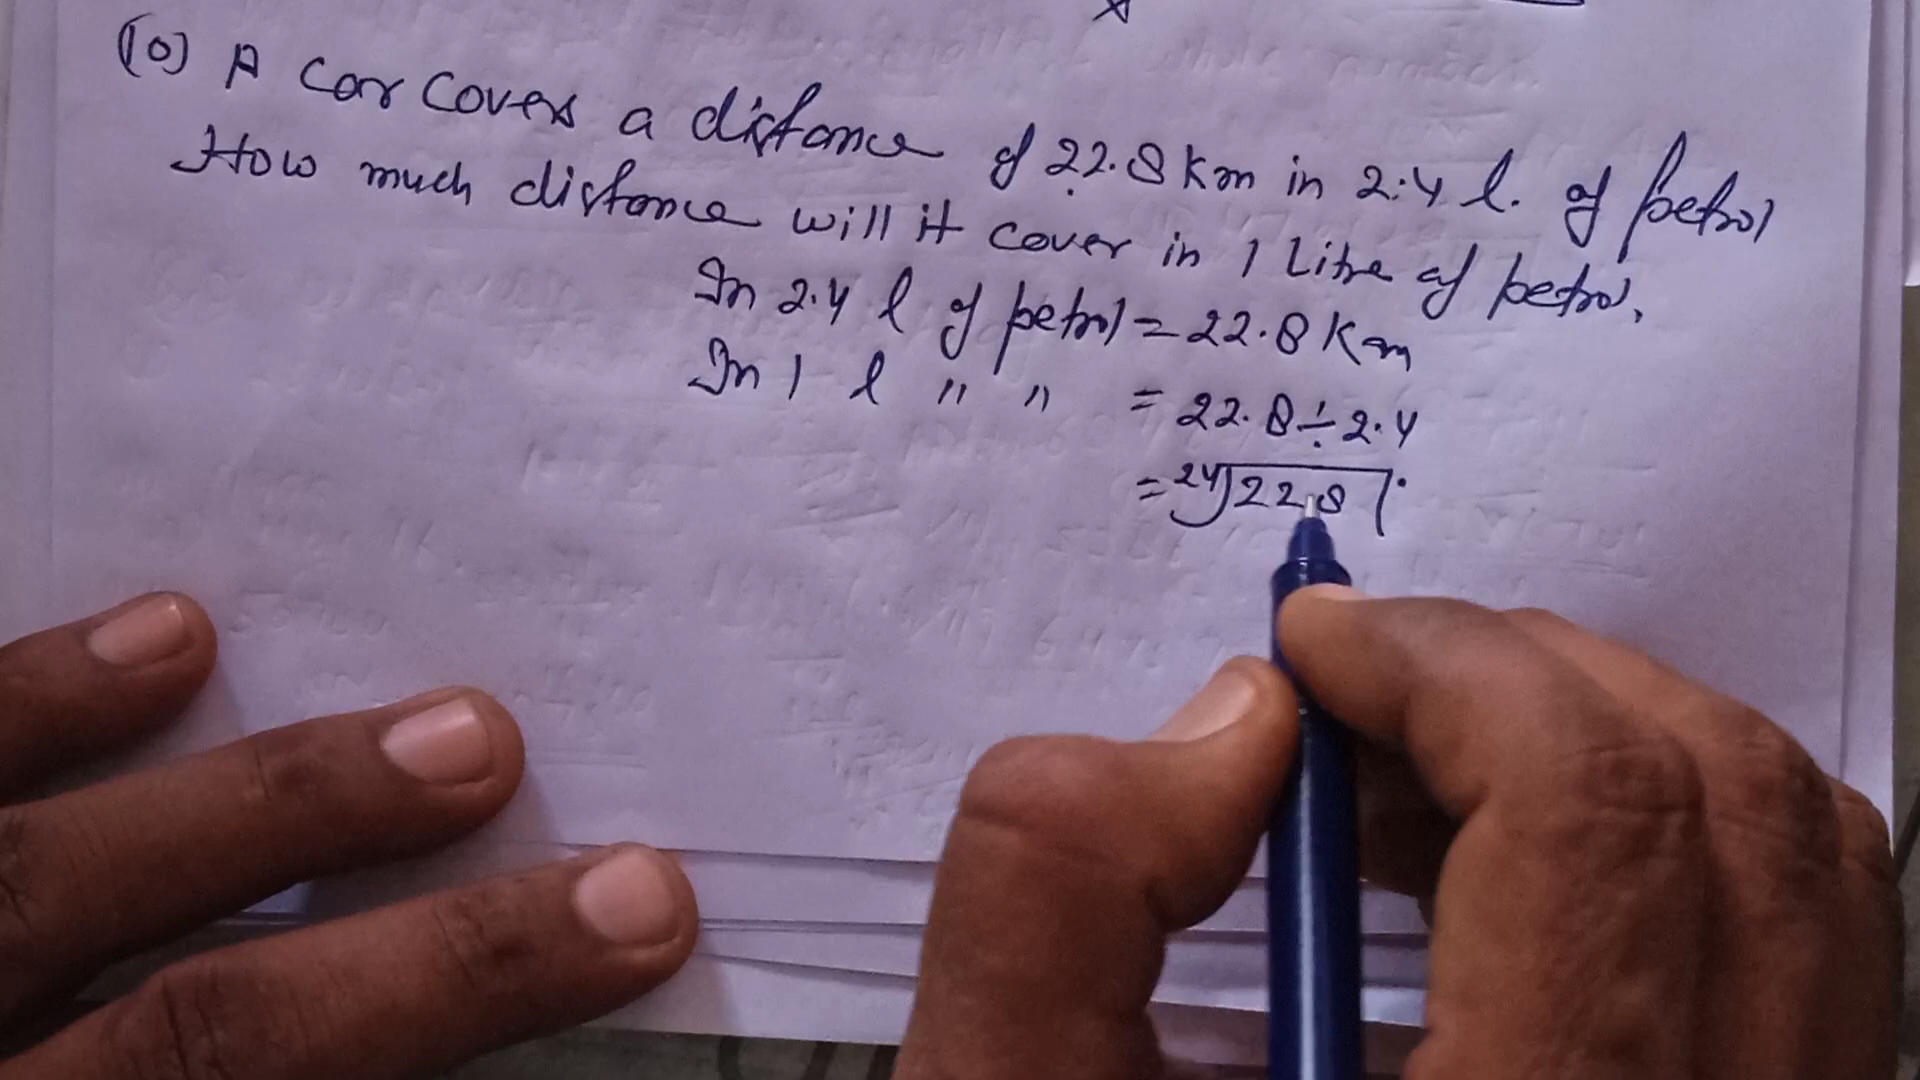 (10) A Car Covers a distance of 22.8 Km in 2.4 l. of petrol
How much distance will it cover in 1 Litre of petrol.
In 2.4 l of petrol = 22.8 Km
In 1 l " " = 22.8 ÷ 2.4
= 24) 22.8 (.